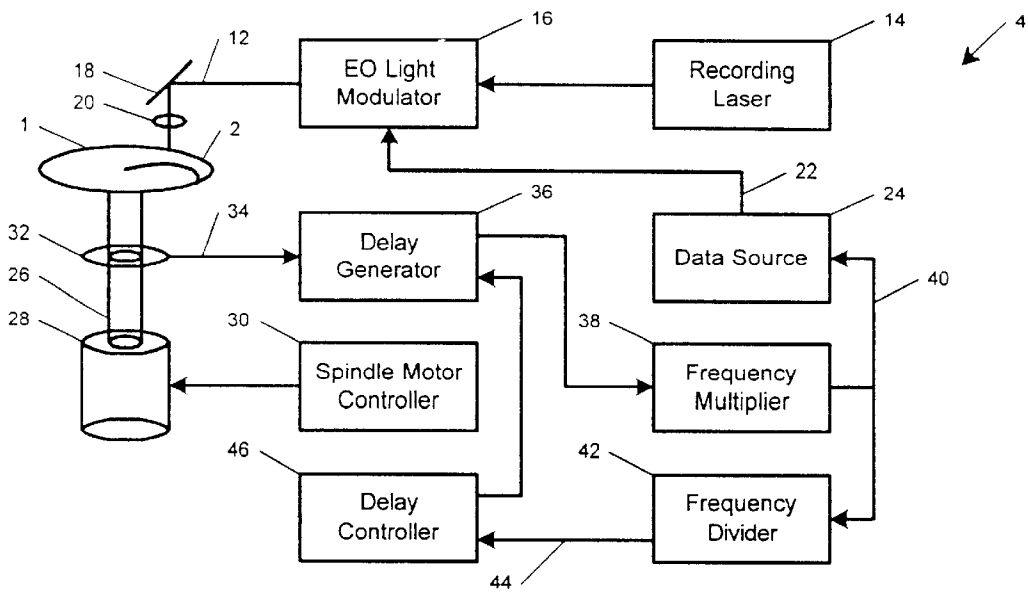 12
16
14
4
18
EO Light
Modulator
Recording
Laser
20
1
2
22
34
36
24
32
Delay
Generator
Data Source
26
40
28
30
38
Spindle Motor
Controller
Frequency
Multiplier
46
42
Delay
Controller
Frequency
Divider
44